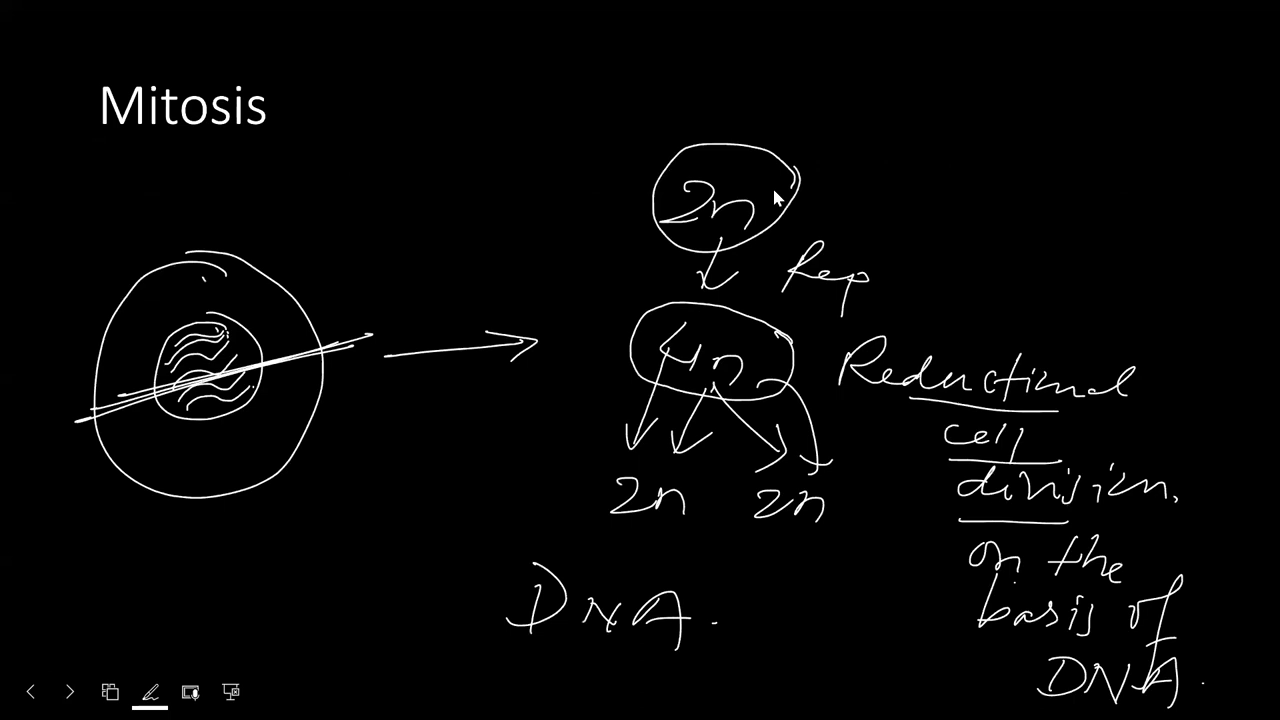 Mitosis
2n
Rep
4n
2n 2n
Reductional
cell
division
on the
basis of
DNA.
DNA.